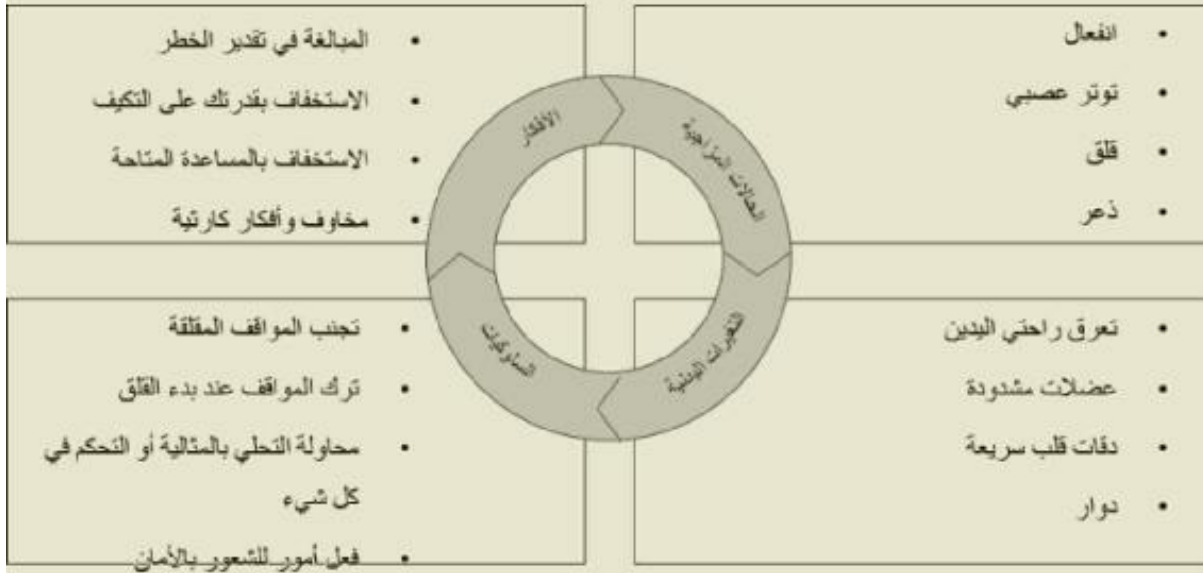 انفعال
توتر عصبي
قلق
ذعر
المبالغة في تقدير الخطر
الاستخفاف بقدرتك على التكيف
الاستخفاف بالمساعدة المتاحة
مخاوف وأفكار كارثية
الأفكار
الحالات المزاجية
التغيرات البدنية
السلوكيات
تعرق راحتي اليدين
عضلات مشدودة
دقات قلب سريعة
دوار
تجنب المواقف المقلقة
ترك المواقف عند بدء القلق
محاولة التحلي بالمثالية أو التحكم في
كل شيء
فعل أمور للشعور بالأمان